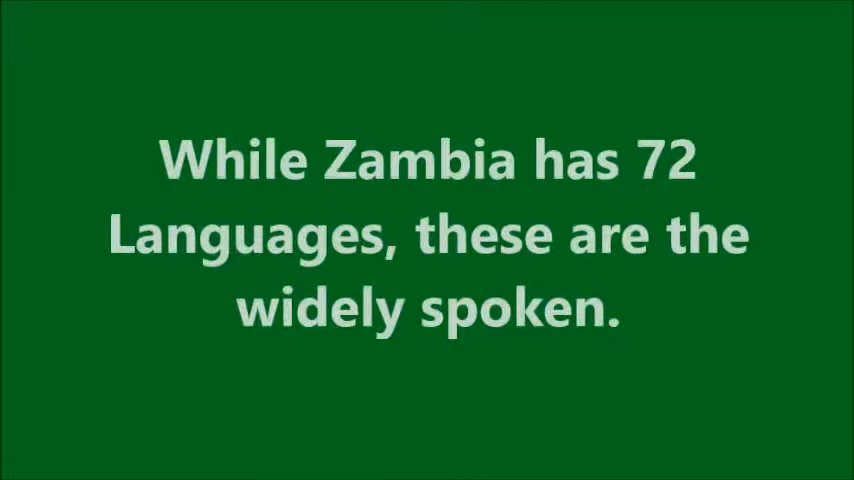 While Zambia has 72
Languages, these are the
widely spoken.